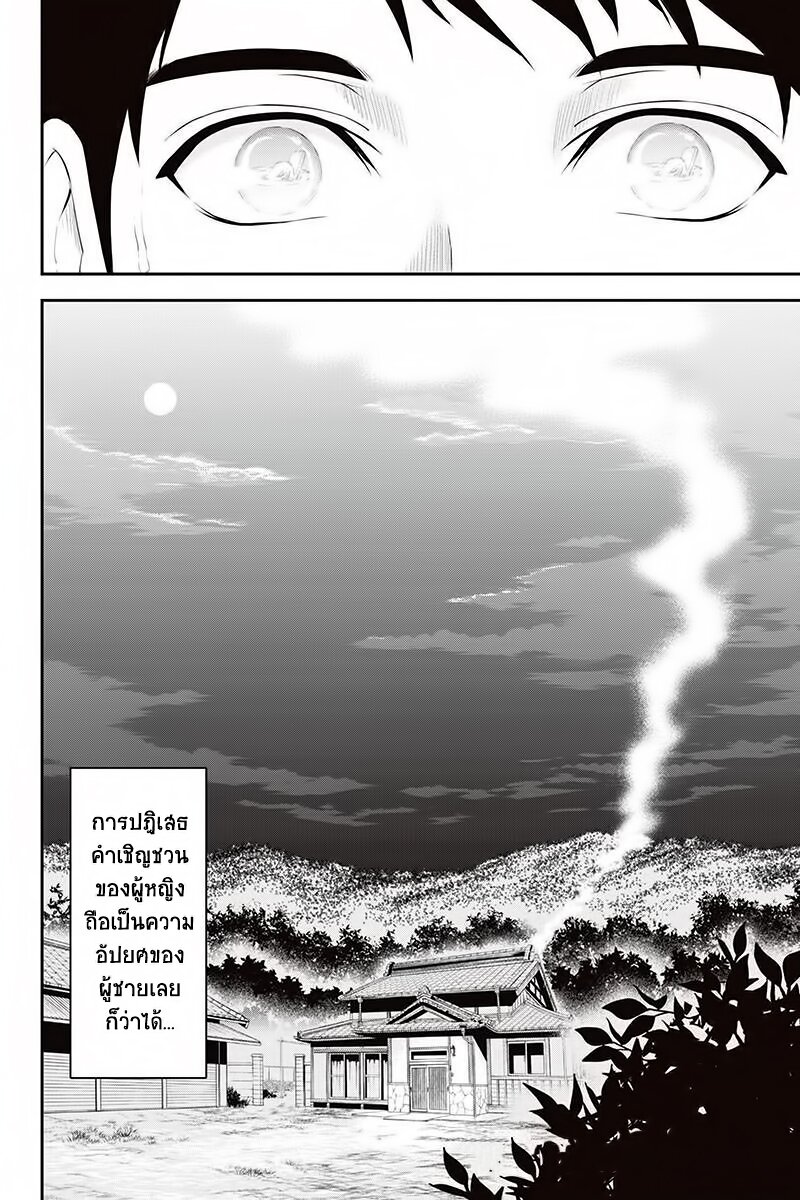 การปฎิเสธ
คำเชิญชวน
ของผู้หญิง
ถือเป็นความ
อัปยศของ
ผู้ชายเลย
ก็ว่าได้...